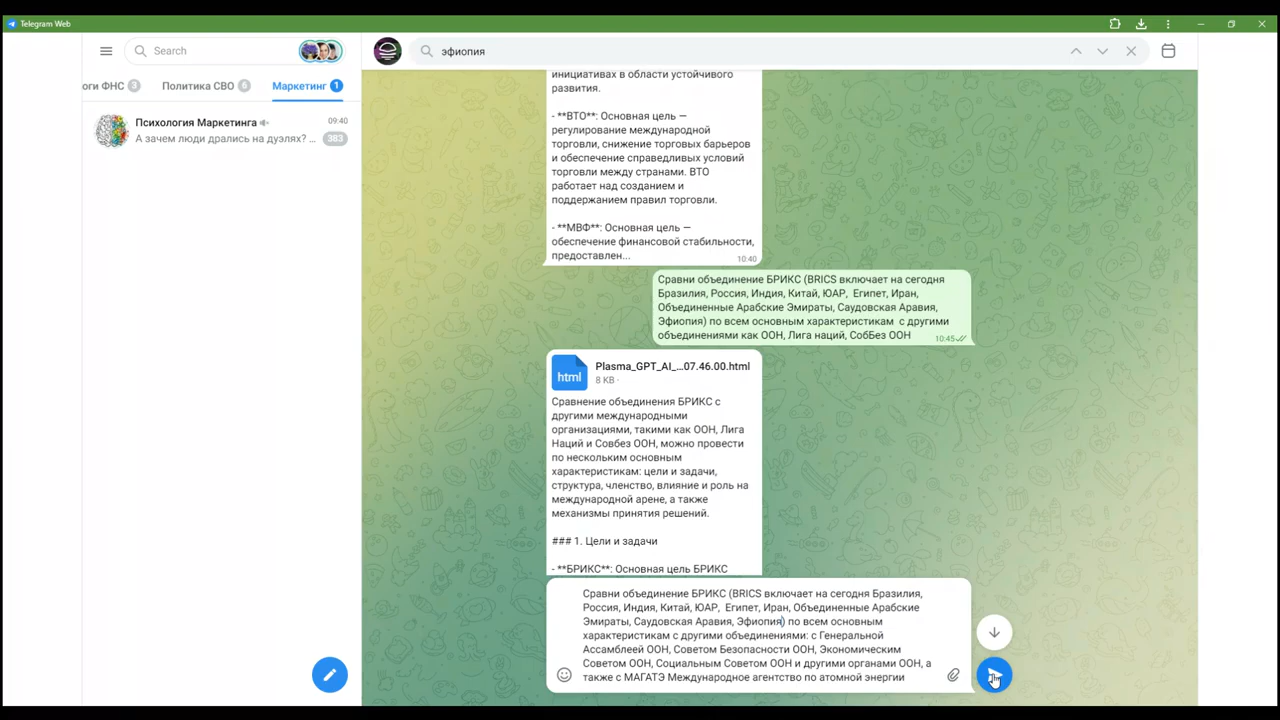 Telegram Web
Search
эфиопия
оги ФНС 3
Политика СВО 6
Маркетинг 1
Психология Маркетинга
09:40
А зачем люди дрались на дуэлях? ...
383
инициативах в области устойчивого
развития.
- **ВТО**: Основная цель —
регулирование международной
торговли, снижение торговых барьеров
и обеспечение справедливых условий
торговли между странами. ВТО
работает над созданием и
поддержанием правил торговли.
- **МВФ**: Основная цель —
обеспечение финансовой стабильности,
предоставлен...
10:40
Сравни объединение БРИКС (BRICS включает на сегодня
Бразилия, Россия, Индия, Китай, ЮАР,  Египет, Иран,
Объединенные Арабские Эмираты, Саудовская Аравия,
Эфиопия) по всем основным характеристикам  с другими
объединениями как ООН, Лига наций, СобБез ООН
10:45
html
Plasma_GPT_AI_...07.46.00.html
8 KB ·
Сравнение объединения БРИКС с
другими международными
организациями, такими как ООН, Лига
Наций и Совбез ООН, можно провести
по нескольким основным
характеристикам: цели и задачи,
структура, членство, влияние и роль на
международной арене, а также
механизмы принятия решений.
### 1. Цели и задачи
- **БРИКС**: Основная цель БРИКС
Сравни объединение БРИКС (BRICS включает на сегодня Бразилия,
Россия, Индия, Китай, ЮАР,  Египет, Иран, Объединенные Арабские
Эмираты, Саудовская Аравия, Эфиопия) по всем основным
характеристикам с другими объединениями: с Генеральной
Ассамблеей ООН, Советом Безопасности ООН, Экономическим
Советом ООН, Социальным Советом ООН и другими органами ООН, а
также с МАГАТЭ Международное агентство по атомной энергии